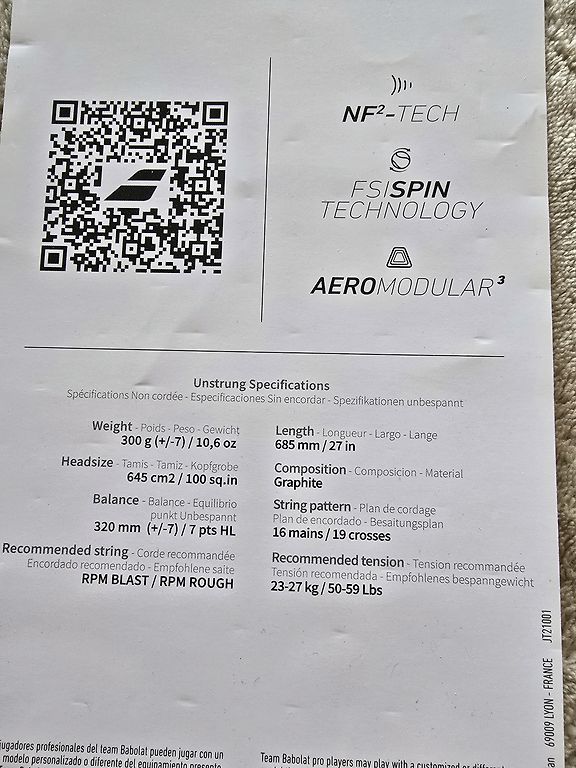 NF²-TECH
FSISPIN
TECHNOLOGY
AEROMODULAR³
Unstrung Specifications
Spécifications Non cordée - Especificaciones Sin encordar - Spezifikationen unbespannt
Weight - Poids - Peso - Gewicht
300 g (+/-7) / 10,6 oz
Headsize - Tamis - Tamiz - Kopfgrobe
645 cm2 / 100 sq.in
Balance - Balance - Equilibrio
punkt Unbespannt
320 mm (+/-7) / 7 pts HL
Recommended string - Corde recommandée
Encordado recomendado - Empfohlene saite
RPM BLAST / RPM ROUGH
Length - Longueur - Largo - Lange
685 mm / 27 in
Composition - Composicion - Material
Graphite
String pattern - Plan de cordage
Plan de encordado - Besaitungsplan
16 mains / 19 crosses
Recommended tension - Tension recommandée
Tensión recomendada - Empfohlenes bespanngewicht
23-27 kg / 50-59 Lbs
69009 LYON - FRANCE JT21001
jugadores profesionales del team Babolat pueden jugar con un
modelo personalizado o diferente del equipamiento presente
Team Babolat pro players may play with a customized or